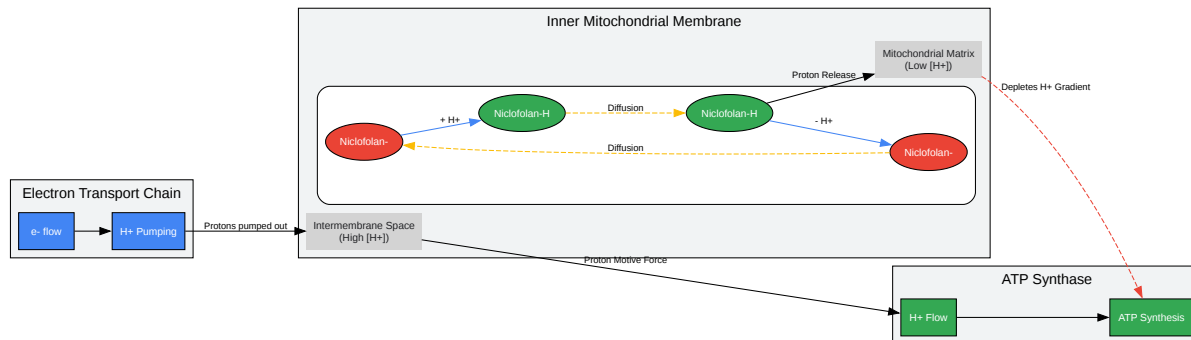 Inner Mitochondrial Membrane
Mitochondrial Matrix
(Low [H+])
Proton Release
Depletes H+ Gradient
Niclofolan-H
Diffusion
Niclofolan-H
+ H+
- H+
Niclofolan-
Diffusion
Niclofolan-
Electron Transport Chain
e- flow
H+ Pumping
Protons pumped out
Intermembrane Space
(High [H+])
Proton Motive Force
ATP Synthase
H+ Flow
ATP Synthesis